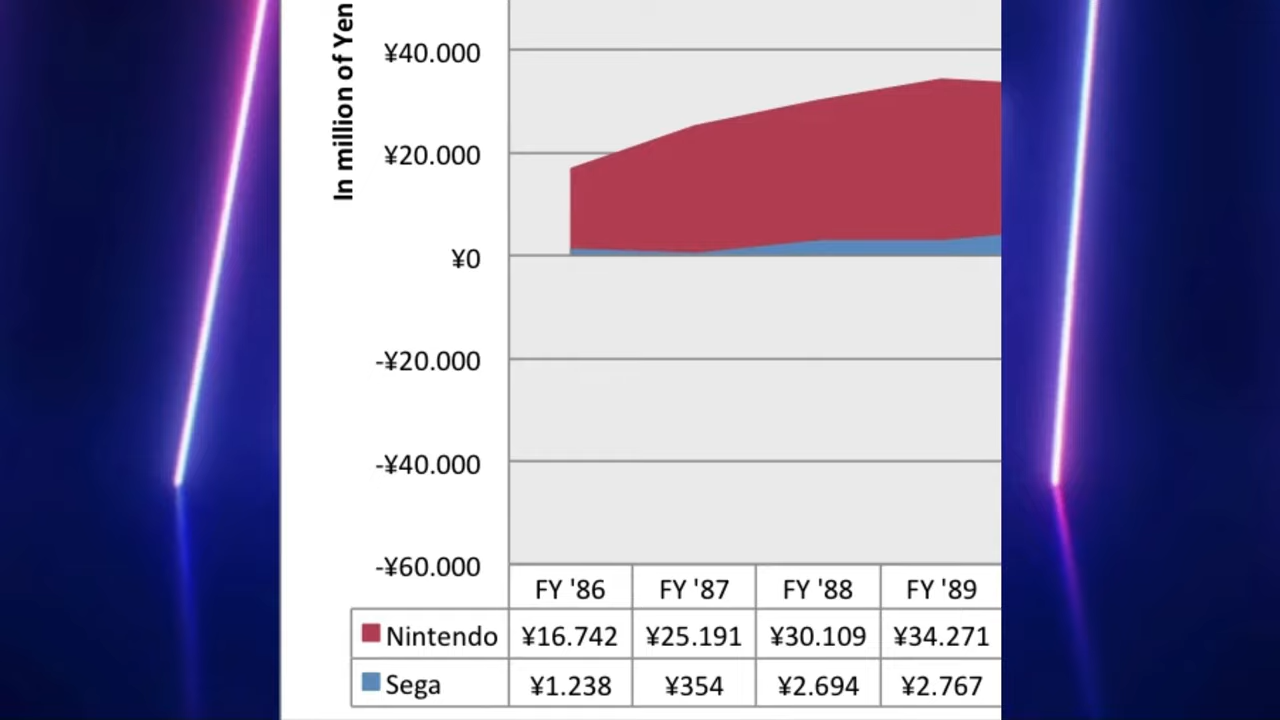 In million of Yen
¥40.000
¥20.000
¥0
-¥20.000
-¥40.000
-¥60.000
FY '86 FY '87 FY '88 FY '89
Nintendo ¥16.742 ¥25.191 ¥30.109 ¥34.271
Sega ¥1.238 ¥354 ¥2.694 ¥2.767